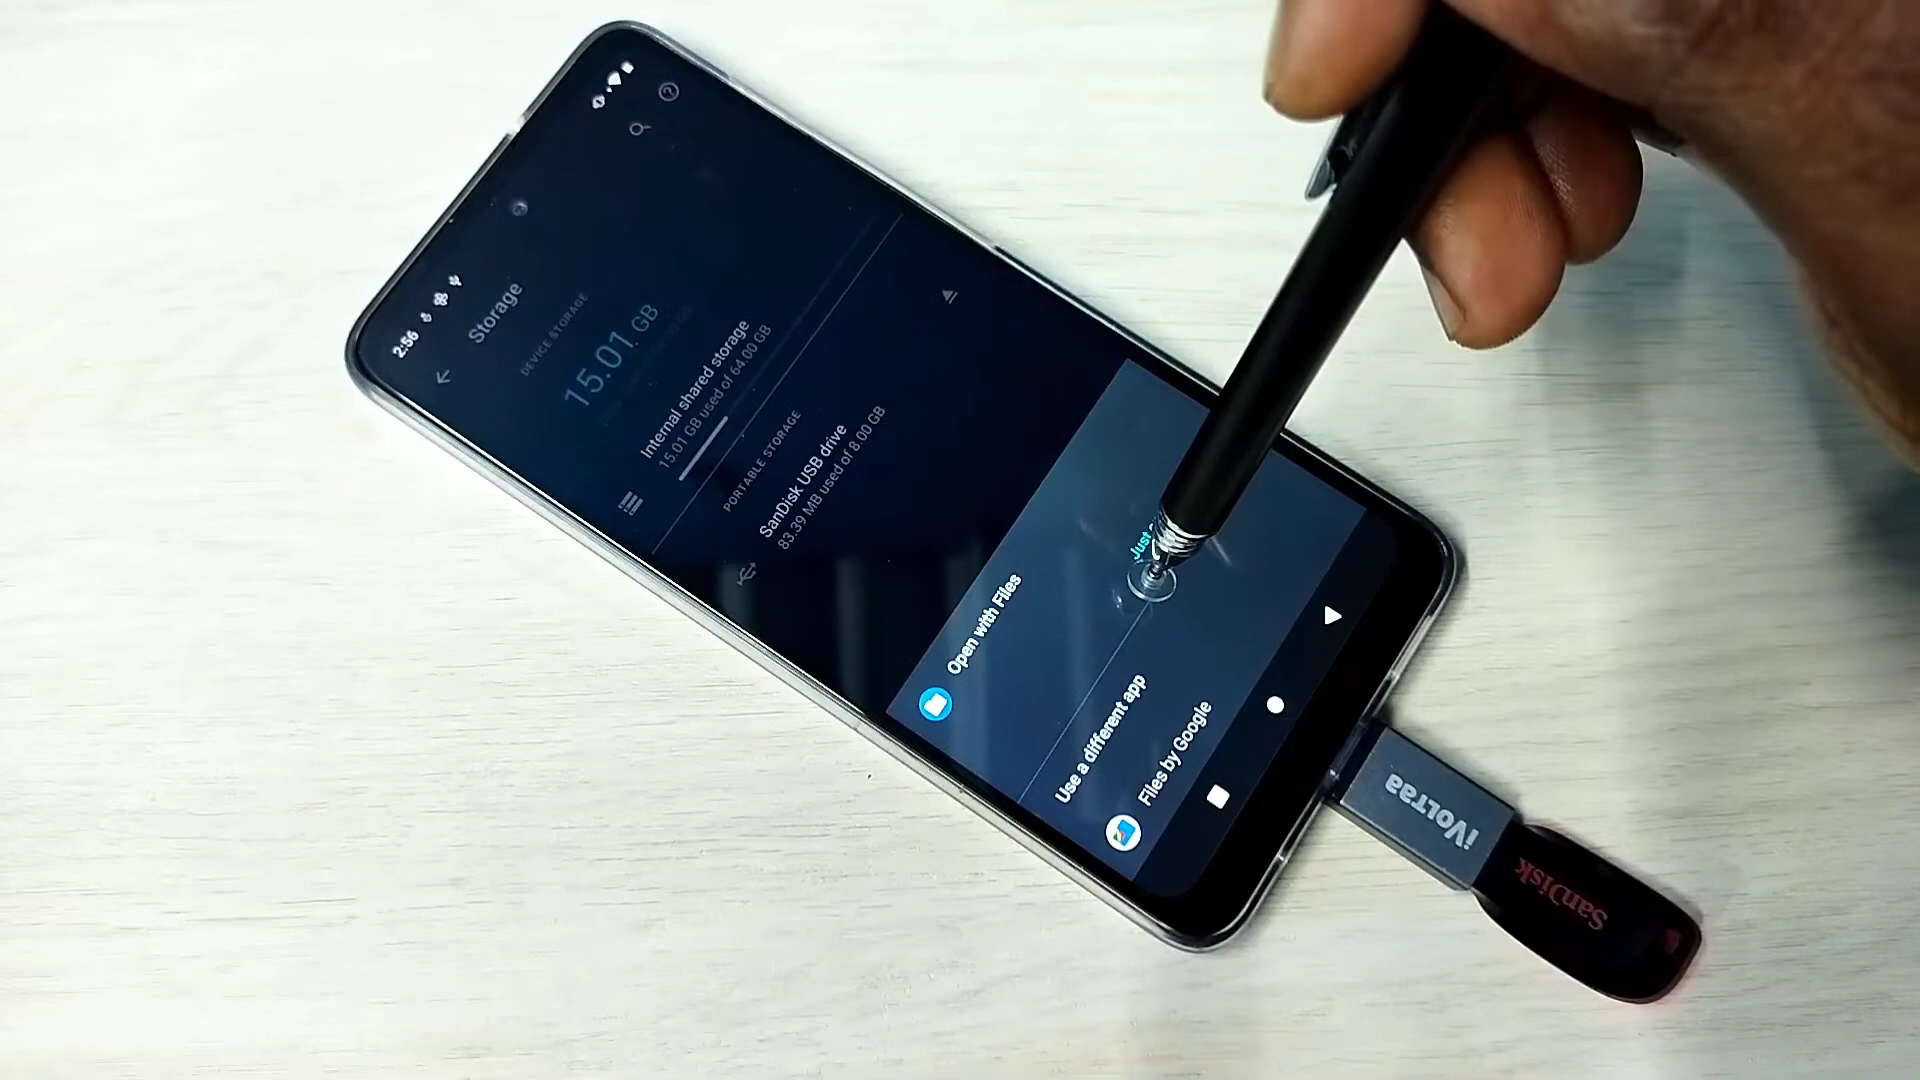 2:56
Storage
DEVICE STORAGE
15.01 GB
Internal shared storage
15.01 GB used of 64.00 GB
PORTABLE STORAGE
SanDisk USB drive
83.39 MB used of 8.00 GB
Open with Files
Just
Use a different app
Files by Google
iVOLTAA
SanDisk